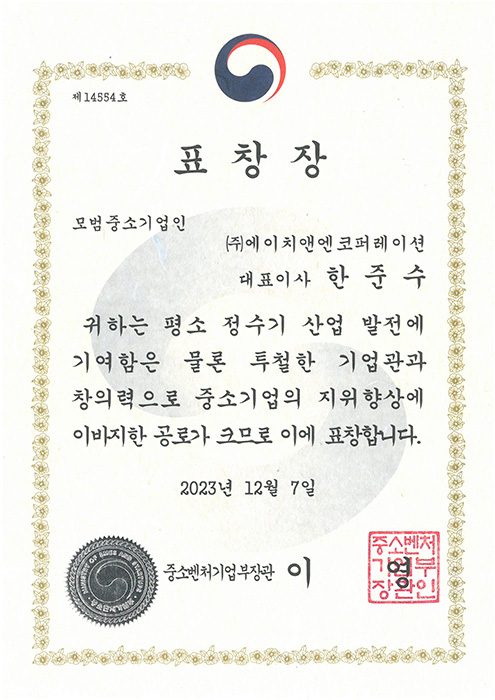 제 14554 호
표 창 장
모범중소기업인
㈜에이치앤엔코퍼레이션
대표이사 한 준 수
귀하는 평소 정수기 산업 발전에
기여함은 물론 투철한 기업관과
창의력으로 중소기업의 지위향상에
이바지한 공로가 크므로 이에 표창합니다.
2023년 12월 7일
중소벤처기업부장관 이 영
중소벤처
기업부
장관인